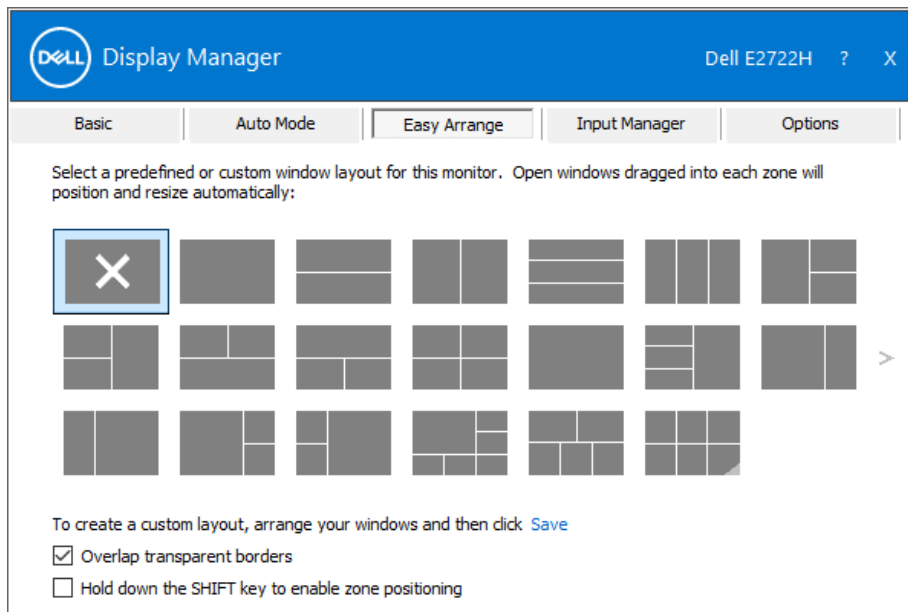 DELL Display Manager Dell E2722H ? X
Basic Auto Mode Easy Arrange Input Manager Options
Select a predefined or custom window layout for this monitor. Open windows dragged into each zone will
position and resize automatically:
>
To create a custom layout, arrange your windows and then click Save
Overlap transparent borders
Hold down the SHIFT key to enable zone positioning